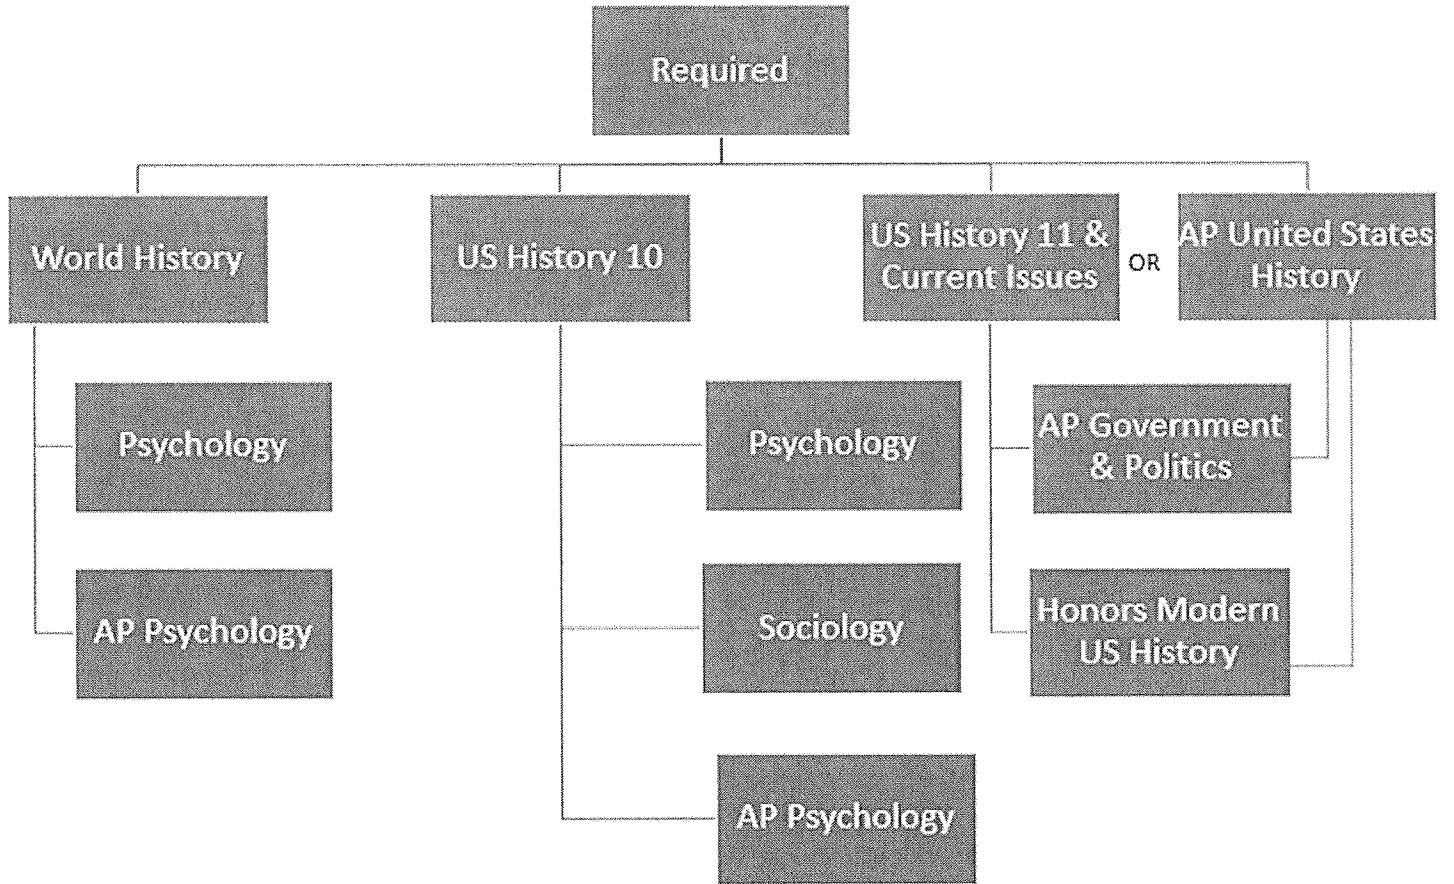 Required
World History
US History 10
US History 11 &
Current Issues
OR
AP United States
History
Psychology
Psychology
AP Government
& Politics
AP Psychology
Sociology
Honors Modern
US History
AP Psychology